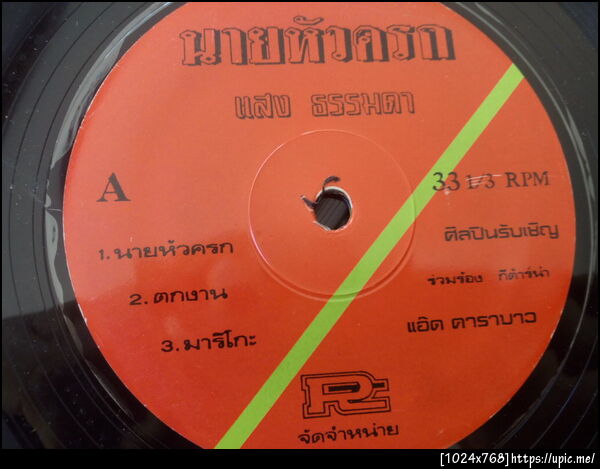 นายหัวครก
แสง ธรรมดา
A
33 1/3 RPM
1. นายหัวครก
2. ตกงาน
3. มาริโกะ
ศิลปินรับเชิญ
ร่วมร้อง กีต้าร์นำ
แอ๊ด คาราบาว
R
จัดจำหน่าย
[1024x768]https://upic.me/